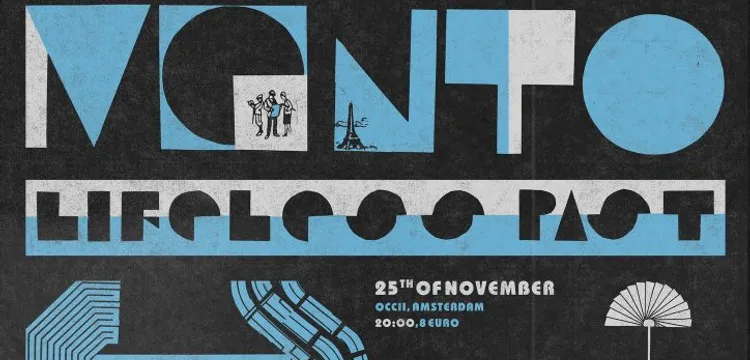 VeNTO
LIFeLeSS PAST
25TH OF NOVEMBER
OCCII, AMSTERDAM
20:00, 8 EURO